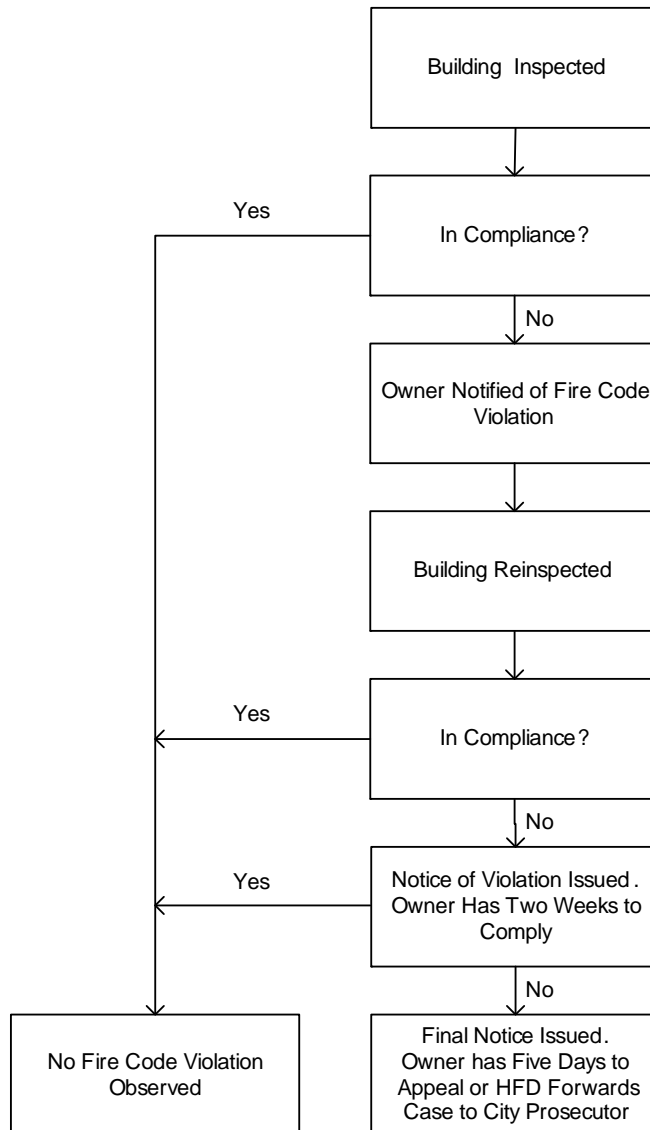 Building Inspected
Yes
In Compliance?
No
Owner Notified of Fire Code
Violation
Building Reinspected
Yes
In Compliance?
No
Yes
Notice of Violation Issued.
Owner Has Two Weeks to
Comply
No
No Fire Code Violation
Observed
Final Notice Issued.
Owner has Five Days to
Appeal or HFD Forwards
Case to City Prosecutor